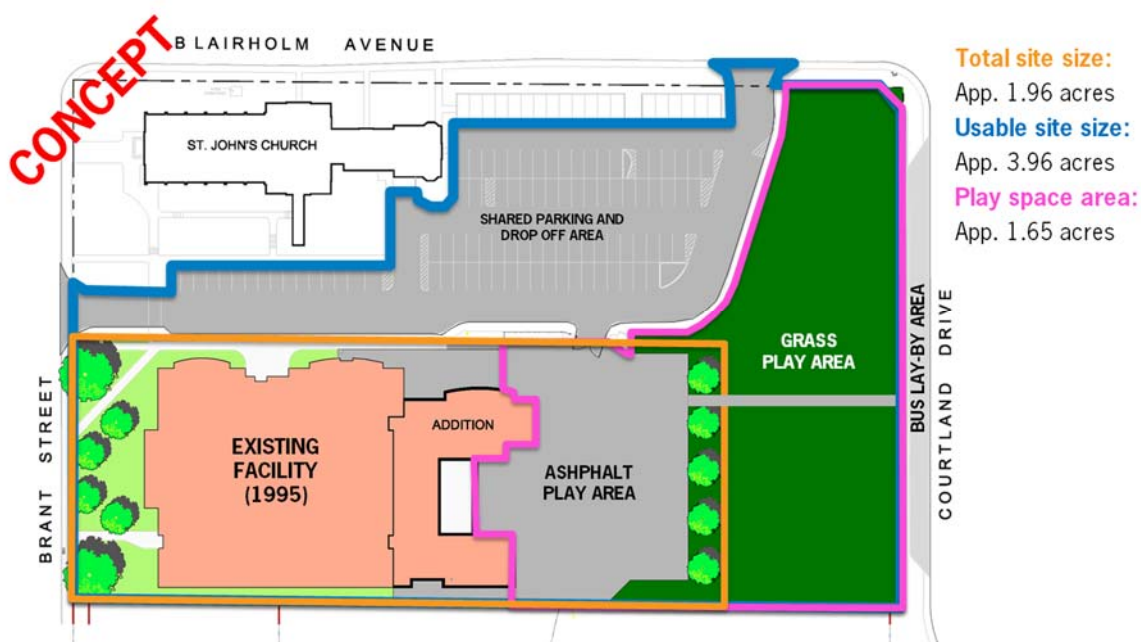 CONCEPT
BLAIRHOLM AVENUE
Total site size:
App. 1.96 acres
Usable site size:
App. 3.96 acres
Play space area:
App. 1.65 acres
ST. JOHN'S CHURCH
SHARED PARKING AND
DROP OFF AREA
BRANT STREET
EXISTING
FACILITY
(1995)
ADDITION
ASHPHALT
PLAY AREA
GRASS
PLAY AREA
BUS LAY-BY AREA
COURTLAND DRIVE